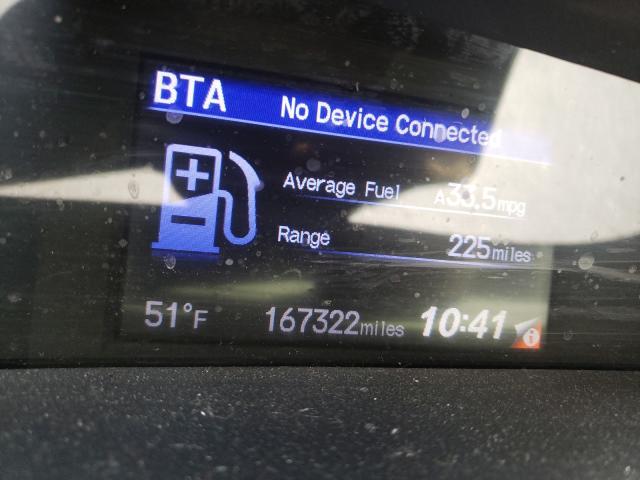 BTA No Device Connected
Average Fuel A33.5mpg
Range 225miles
51°F 167322miles 10:41 i